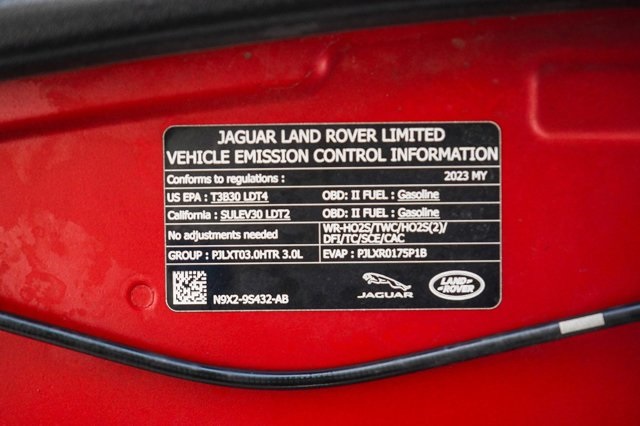 JAGUAR LAND ROVER LIMITED
VEHICLE EMISSION CONTROL INFORMATION
Conforms to regulations : 2023 MY
US EPA : T3B30 LDT4 OBD: II FUEL : Gasoline
California : SULEV30 LDT2 OBD: II FUEL : Gasoline
No adjustments needed WR-HO2S/TWC/HO2S(2)/
DFI/TC/SCE/CAC
GROUP : PJLXT03.0HTR 3.0L EVAP : PJLXR0175P1B
N9X2-9S432-AB
JAGUAR
LAND
ROVER